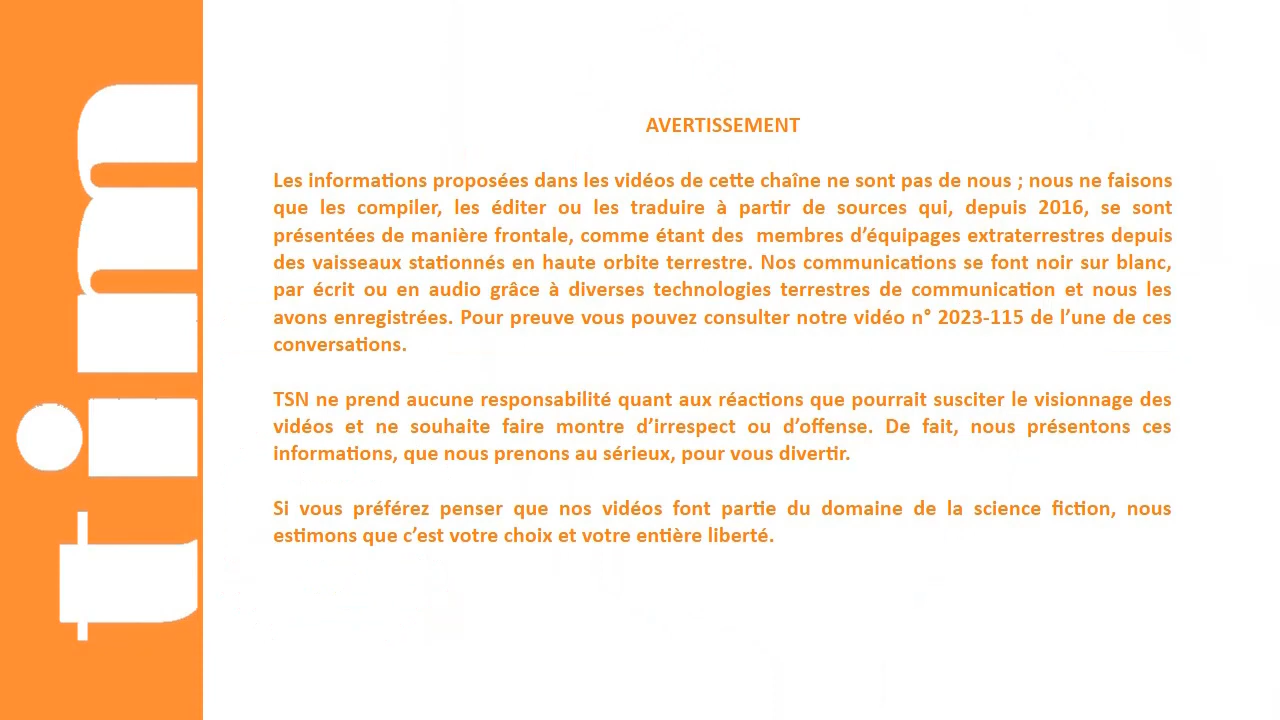 tim
AVERTISSEMENT
Les informations proposées dans les vidéos de cette chaîne ne sont pas de nous ; nous ne faisons
que les compiler, les éditer ou les traduire à partir de sources qui, depuis 2016, se sont
présentées de manière frontale, comme étant des  membres d’équipages extraterrestres depuis
des vaisseaux stationnés en haute orbite terrestre. Nos communications se font noir sur blanc,
par écrit ou en audio grâce à diverses technologies terrestres de communication et nous les
avons enregistrées. Pour preuve vous pouvez consulter notre vidéo n° 2023-115 de l’une de ces
conversations.
TSN ne prend aucune responsabilité quant aux réactions que pourrait susciter le visionnage des
vidéos et ne souhaite faire montre d’irrespect ou d’offense. De fait, nous présentons ces
informations, que nous prenons au sérieux, pour vous divertir.
Si vous préférez penser que nos vidéos font partie du domaine de la science fiction, nous
estimons que c’est votre choix et votre entière liberté.